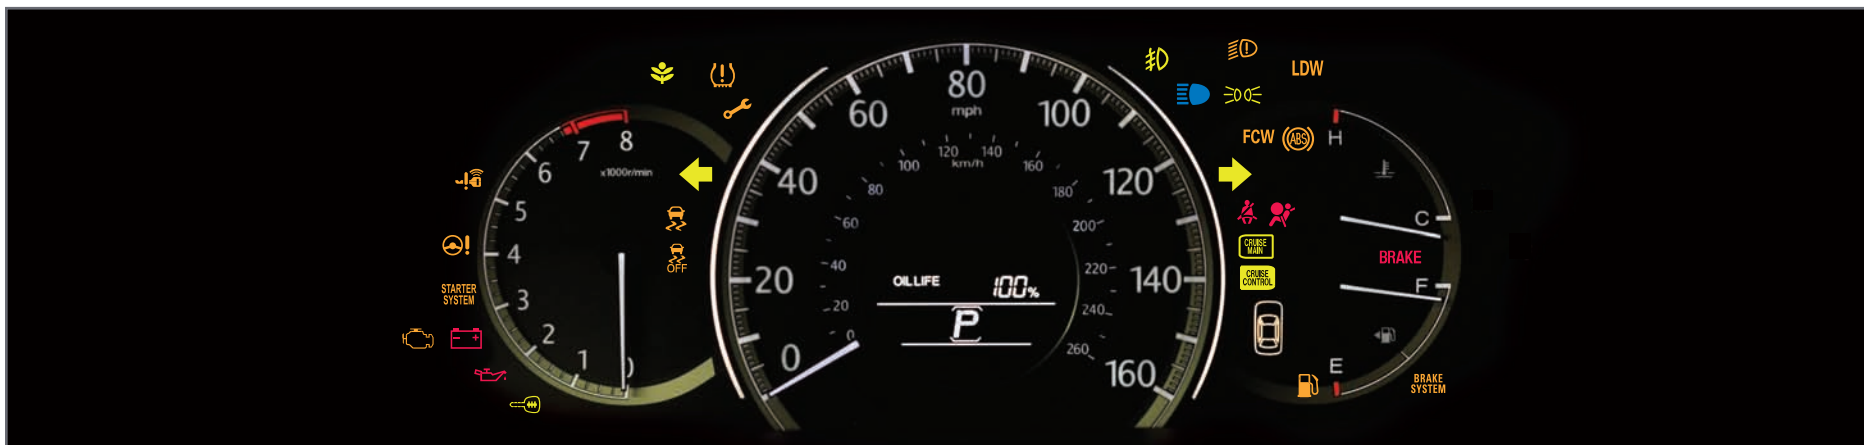 LDW
FCW
ABS
8
7
6
5
4
3
2
1
x1000r/min
STARTER
SYSTEM
OFF
0
20
40
60
80
100
120
140
160
mph
0
20
40
60
80
100
120
140
160
180
200
220
240
260
km/h
OIL LIFE 100%
P
CRUISE
MAIN
CRUISE
CONTROL
H
C
BRAKE
F
E
BRAKE
SYSTEM